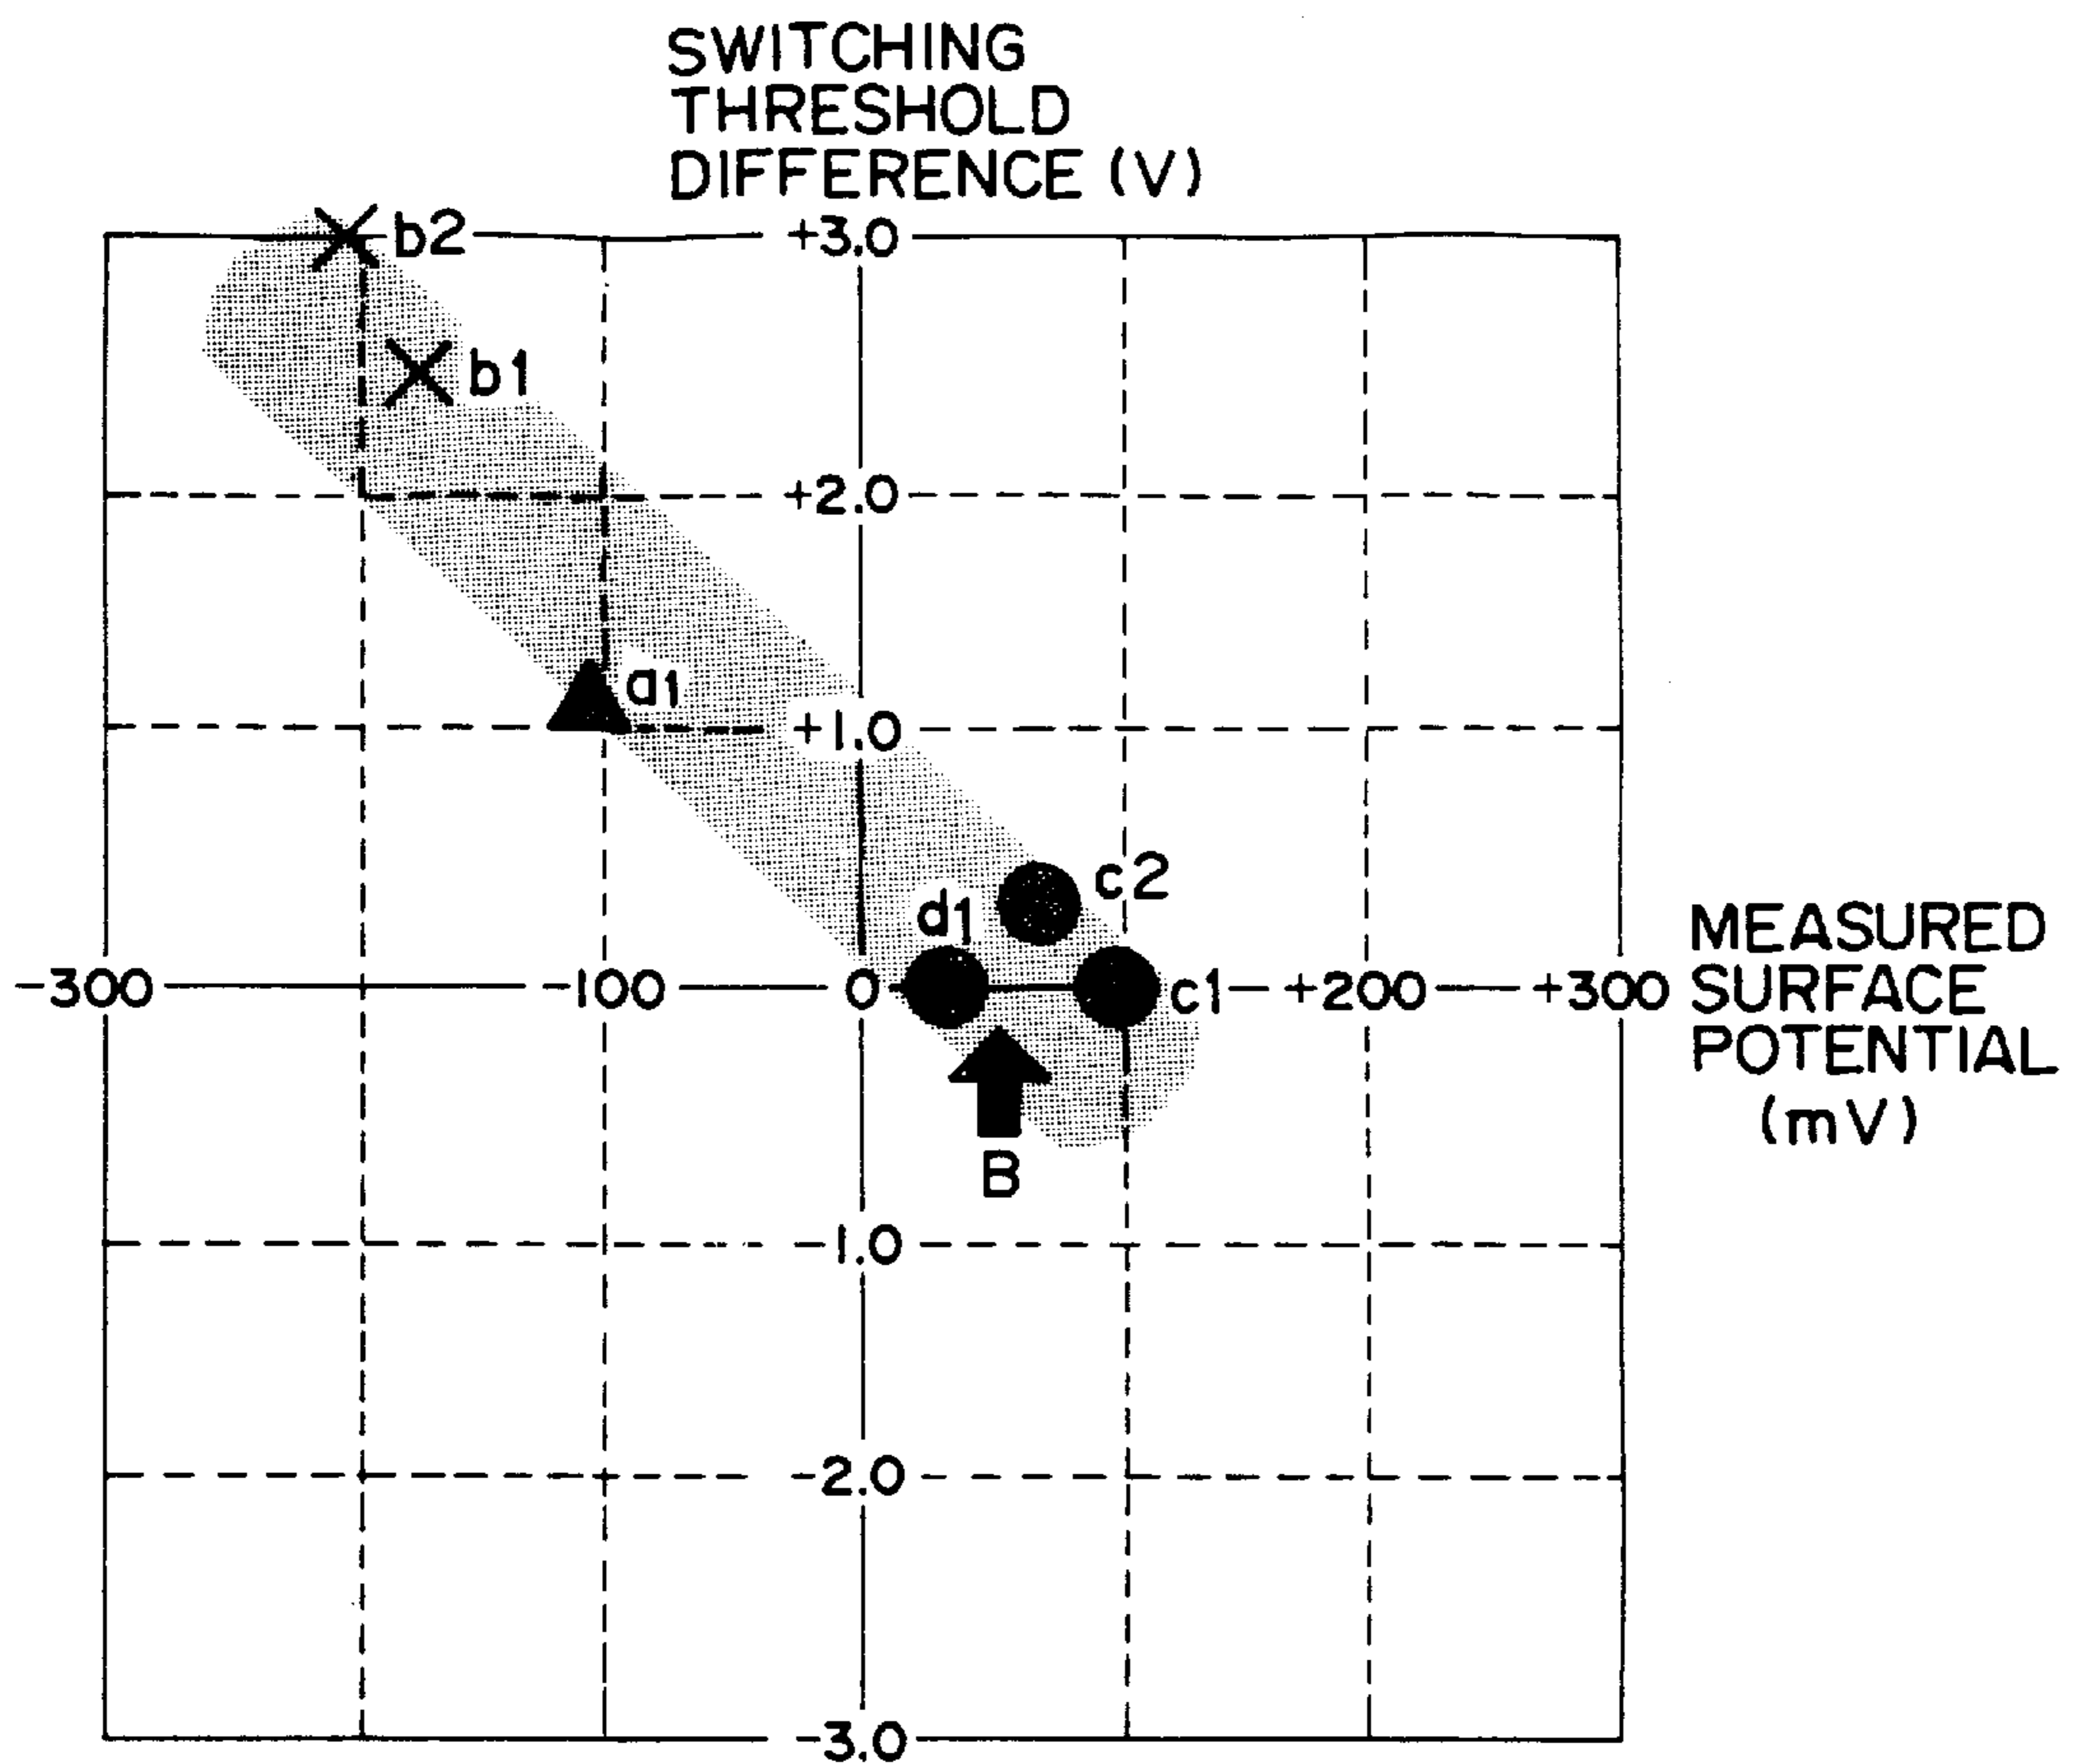 SWITCHING
THRESHOLD
DIFFERENCE (V)
b2
+3.0
b1
+2.0
a1
+1.0
c2
d1
-300
-100
0
c1
+200
+300
MEASURED
SURFACE
POTENTIAL
(mV)
B
-1.0
-2.0
-3.0